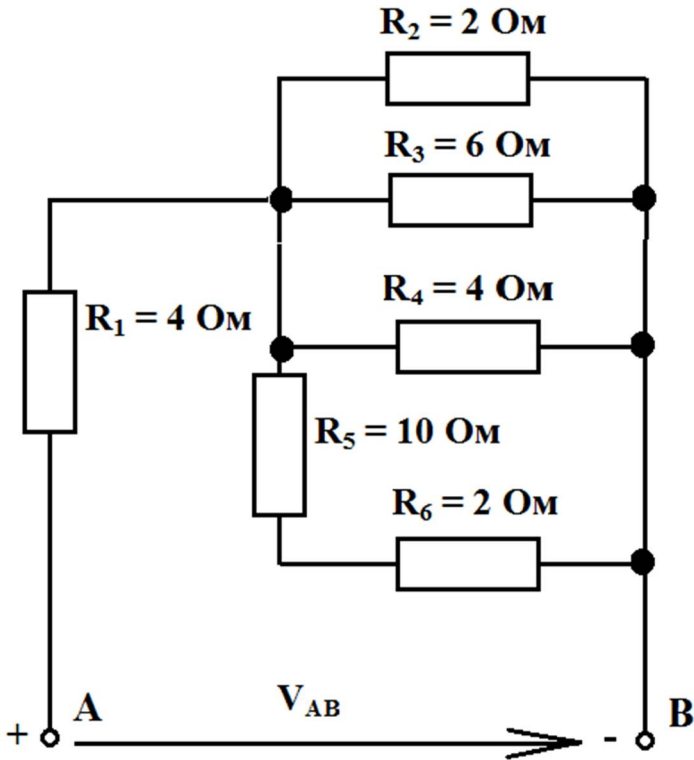 R₂ = 2 Ом
R₃ = 6 Ом
R₄ = 4 Ом
R₁ = 4 Ом
R₅ = 10 Ом
R₆ = 2 Ом
A
V_AB
B
+
-